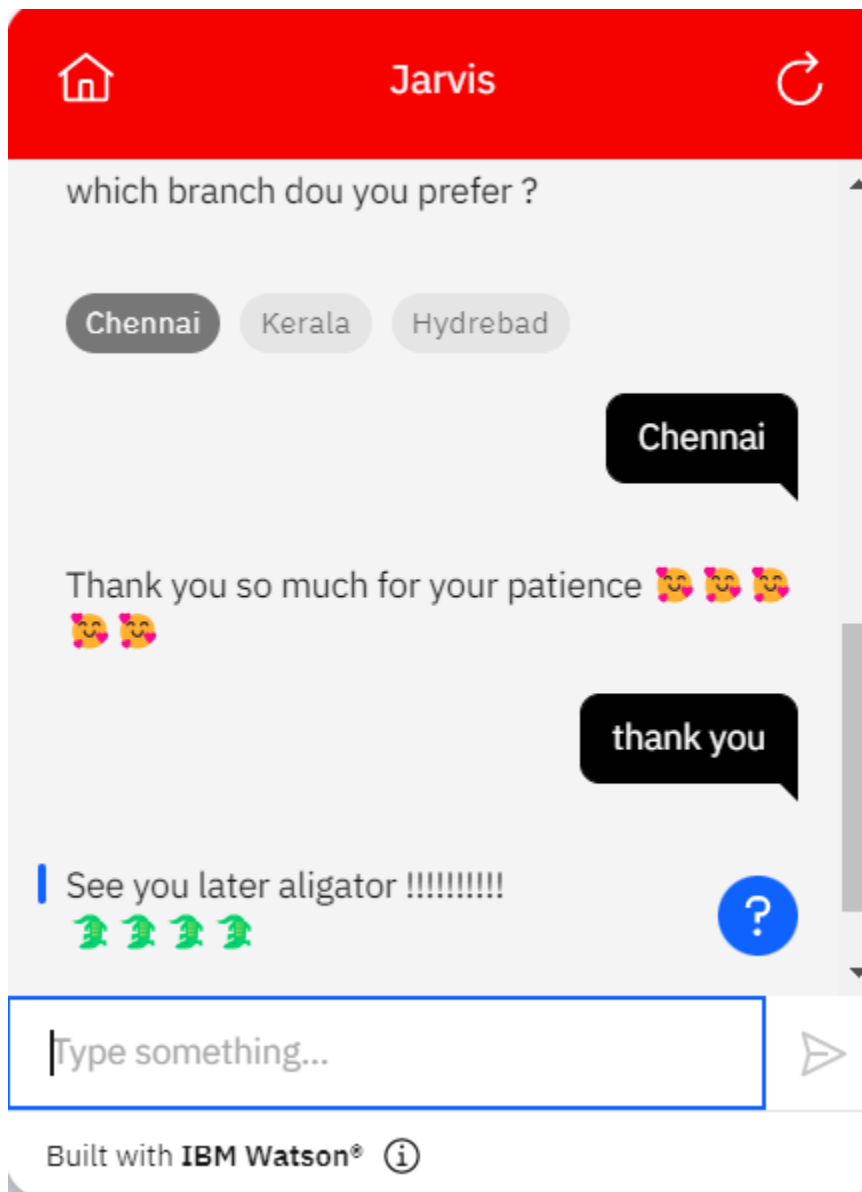 Jarvis
which branch dou you prefer ?
Chennai Kerala Hydrebad
Chennai
Thank you so much for your patience 🥰 🥰 🥰
🥰 🥰
thank you
See you later aligator !!!!!!!!!!
🐊 🐊 🐊 🐊
?
Type something...
Built with IBM Watson®